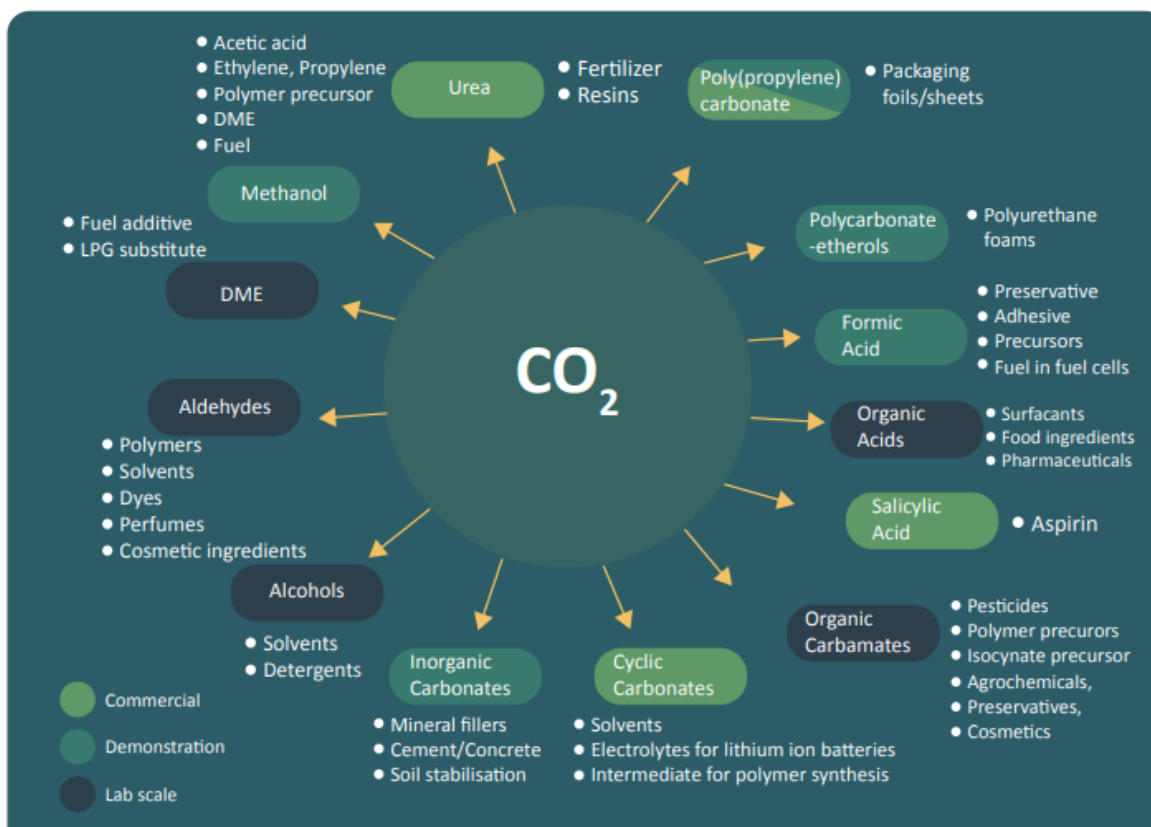 Acetic acid
Ethylene, Propylene
Polymer precursor
DME
Fuel
Methanol
Urea
Fertilizer
Resins
Poly(propylene)
carbonate
Packaging
foils/sheets
Fuel additive
LPG substitute
DME
Polycarbonate
-etherols
Polyurethane
foams
Formic
Acid
Preservative
Adhesive
Precursors
Fuel in fuel cells
CO₂
Aldehydes
Polymers
Solvents
Dyes
Perfumes
Cosmetic ingredients
Organic
Acids
Surfacants
Food ingredients
Pharmaceuticals
Salicylic
Acid
Aspirin
Alcohols
Solvents
Detergents
Inorganic
Carbonates
Mineral fillers
Cement/Concrete
Soil stabilisation
Cyclic
Carbonates
Solvents
Electrolytes for lithium ion batteries
Intermediate for polymer synthesis
Organic
Carbamates
Pesticides
Polymer precurors
Isocynate precursor
Agrochemicals,
Preservatives,
Cosmetics
Commercial
Demonstration
Lab scale